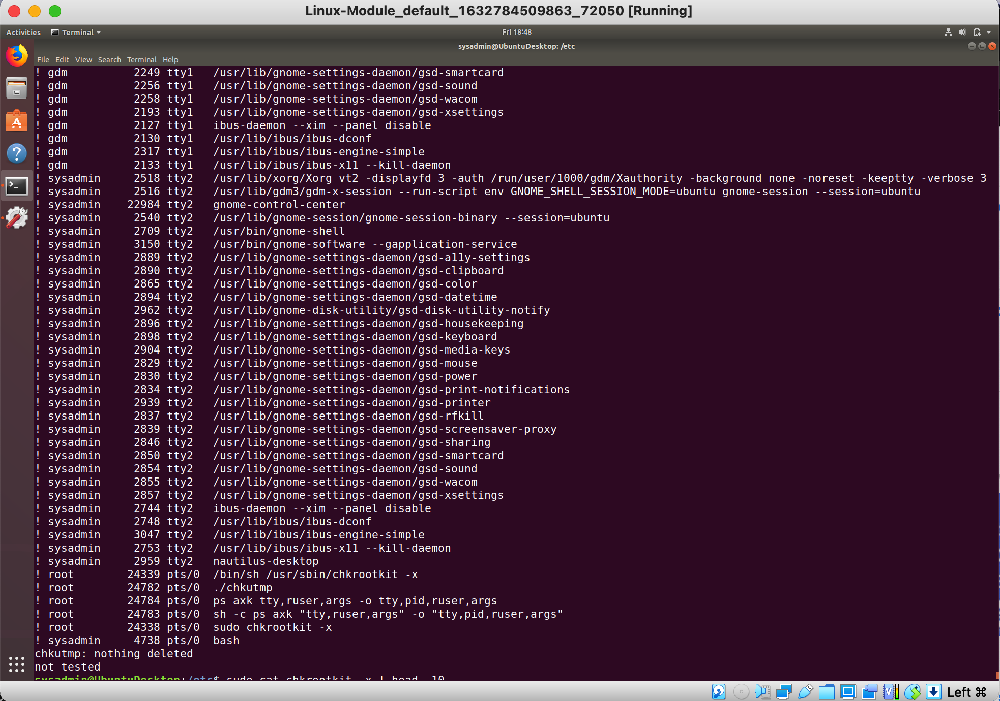 Linux-Module_default_1632784509863_72050 [Running]
Activities Terminal Fri 18:48
sysadmin@UbuntuDesktop: /etc
File Edit View Search Terminal Help
! gdm 2249 tty1 /usr/lib/gnome-settings-daemon/gsd-smartcard
! gdm 2256 tty1 /usr/lib/gnome-settings-daemon/gsd-sound
! gdm 2258 tty1 /usr/lib/gnome-settings-daemon/gsd-wacom
! gdm 2193 tty1 /usr/lib/gnome-settings-daemon/gsd-xsettings
! gdm 2127 tty1 ibus-daemon --xim --panel disable
! gdm 2130 tty1 /usr/lib/ibus/ibus-dconf
! gdm 2317 tty1 /usr/lib/ibus/ibus-engine-simple
! gdm 2133 tty1 /usr/lib/ibus/ibus-x11 --kill-daemon
! sysadmin 2518 tty2 /usr/lib/xorg/Xorg vt2 -displayfd 3 -auth /run/user/1000/gdm/Xauthority -background none -noreset -keeptty -verbose 3
! sysadmin 2516 tty2 /usr/lib/gdm3/gdm-x-session --run-script env GNOME_SHELL_SESSION_MODE=ubuntu gnome-session --session=ubuntu
! sysadmin 22984 tty2 gnome-control-center
! sysadmin 2540 tty2 /usr/lib/gnome-session/gnome-session-binary --session=ubuntu
! sysadmin 2709 tty2 /usr/bin/gnome-shell
! sysadmin 3150 tty2 /usr/bin/gnome-software --gapplication-service
! sysadmin 2889 tty2 /usr/lib/gnome-settings-daemon/gsd-a11y-settings
! sysadmin 2890 tty2 /usr/lib/gnome-settings-daemon/gsd-clipboard
! sysadmin 2865 tty2 /usr/lib/gnome-settings-daemon/gsd-color
! sysadmin 2894 tty2 /usr/lib/gnome-settings-daemon/gsd-datetime
! sysadmin 2962 tty2 /usr/lib/gnome-disk-utility/gsd-disk-utility-notify
! sysadmin 2896 tty2 /usr/lib/gnome-settings-daemon/gsd-housekeeping
! sysadmin 2898 tty2 /usr/lib/gnome-settings-daemon/gsd-keyboard
! sysadmin 2904 tty2 /usr/lib/gnome-settings-daemon/gsd-media-keys
! sysadmin 2829 tty2 /usr/lib/gnome-settings-daemon/gsd-mouse
! sysadmin 2830 tty2 /usr/lib/gnome-settings-daemon/gsd-power
! sysadmin 2834 tty2 /usr/lib/gnome-settings-daemon/gsd-print-notifications
! sysadmin 2939 tty2 /usr/lib/gnome-settings-daemon/gsd-printer
! sysadmin 2837 tty2 /usr/lib/gnome-settings-daemon/gsd-rfkill
! sysadmin 2839 tty2 /usr/lib/gnome-settings-daemon/gsd-screensaver-proxy
! sysadmin 2846 tty2 /usr/lib/gnome-settings-daemon/gsd-sharing
! sysadmin 2850 tty2 /usr/lib/gnome-settings-daemon/gsd-smartcard
! sysadmin 2854 tty2 /usr/lib/gnome-settings-daemon/gsd-sound
! sysadmin 2855 tty2 /usr/lib/gnome-settings-daemon/gsd-wacom
! sysadmin 2857 tty2 /usr/lib/gnome-settings-daemon/gsd-xsettings
! sysadmin 2744 tty2 ibus-daemon --xim --panel disable
! sysadmin 2748 tty2 /usr/lib/ibus/ibus-dconf
! sysadmin 3047 tty2 /usr/lib/ibus/ibus-engine-simple
! sysadmin 2753 tty2 /usr/lib/ibus/ibus-x11 --kill-daemon
! sysadmin 2959 tty2 nautilus-desktop
! root 24339 pts/0 /bin/sh /usr/sbin/chkrootkit -x
! root 24782 pts/0 ./chkutmp
! root 24784 pts/0 ps axk tty,ruser,args -o tty,pid,ruser,args
! root 24783 pts/0 sh -c ps axk "tty,ruser,args" -o "tty,pid,ruser,args"
! root 24338 pts/0 sudo chkrootkit -x
! sysadmin 4738 pts/0 bash
chkutmp: nothing deleted
not tested
sysadmin@UbuntuDesktop:/etc$ sudo cat chkrootkit -x | head -10
Left ⌘